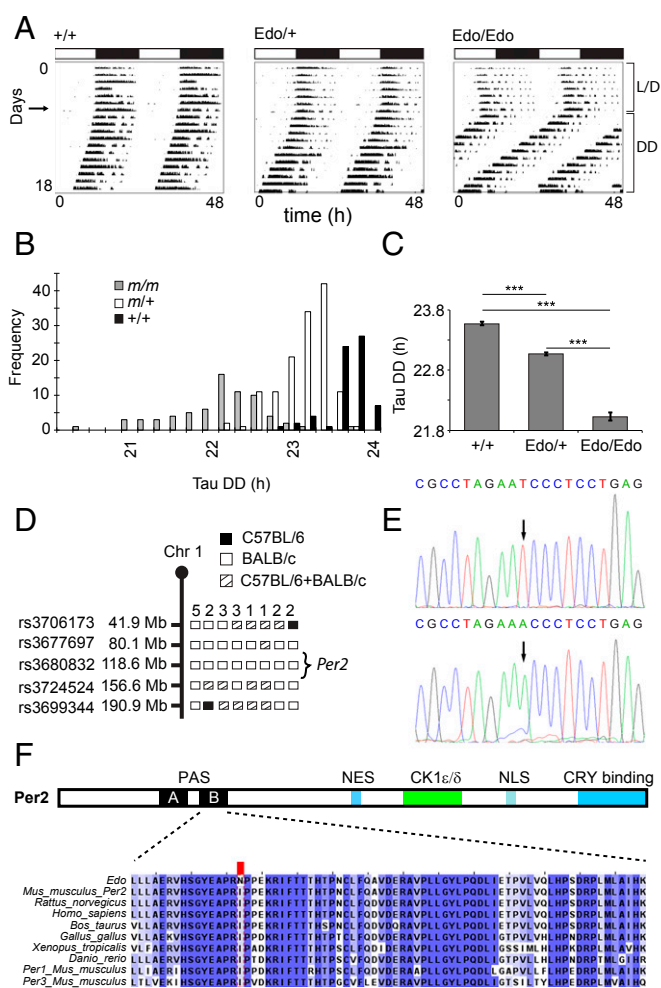 A
+/+
Edo/+
Edo/Edo
0
Days
18
L/D
DD
0 48
0 48
0 48
time (h)
B
Frequency
40
30
20
10
0
m/m
m/+
+/+
21 22 23 24
Tau DD (h)
C
Tau DD (h)
23.8
22.8
21.8
***
***
***
+/+ Edo/+ Edo/Edo
D
Chr 1
C57BL/6
BALB/c
C57BL/6+BALB/c
5 2 3 3 1 1 2 2
rs3706173 41.9 Mb
rs3677697 80.1 Mb
rs3680832 118.6 Mb
Per2
rs3724524 156.6 Mb
rs3699344 190.9 Mb
E
CGCCTAGAATCCCTCCTGAG
CGCCTAGAAACCCTCCTGAG
F
PAS NES CK1ε/δ NLS CRY binding
Per2 A B
Edo LLLAERVHSGYEAPRNPPEKRIFTTTHTPNCLFQAVDERAVPLLGYLPQDLIETPVLVQLHPSDRPLMLAIHK
Mus_musculus_Per2 LLLAERVHSGYEAPRIPPEKRIFTTTHTPNCLFQAVDERAVPLLGYLPQDLIETPVLVQLHPSDRPLMLAIHK
Rattus_norvegicus
Homo_sapiens
Bos_taurus
Gallus_gallus
Xenopus_tropicalis
Danio_rerio
Per1_Mus_musculus
Per3_Mus_musculus